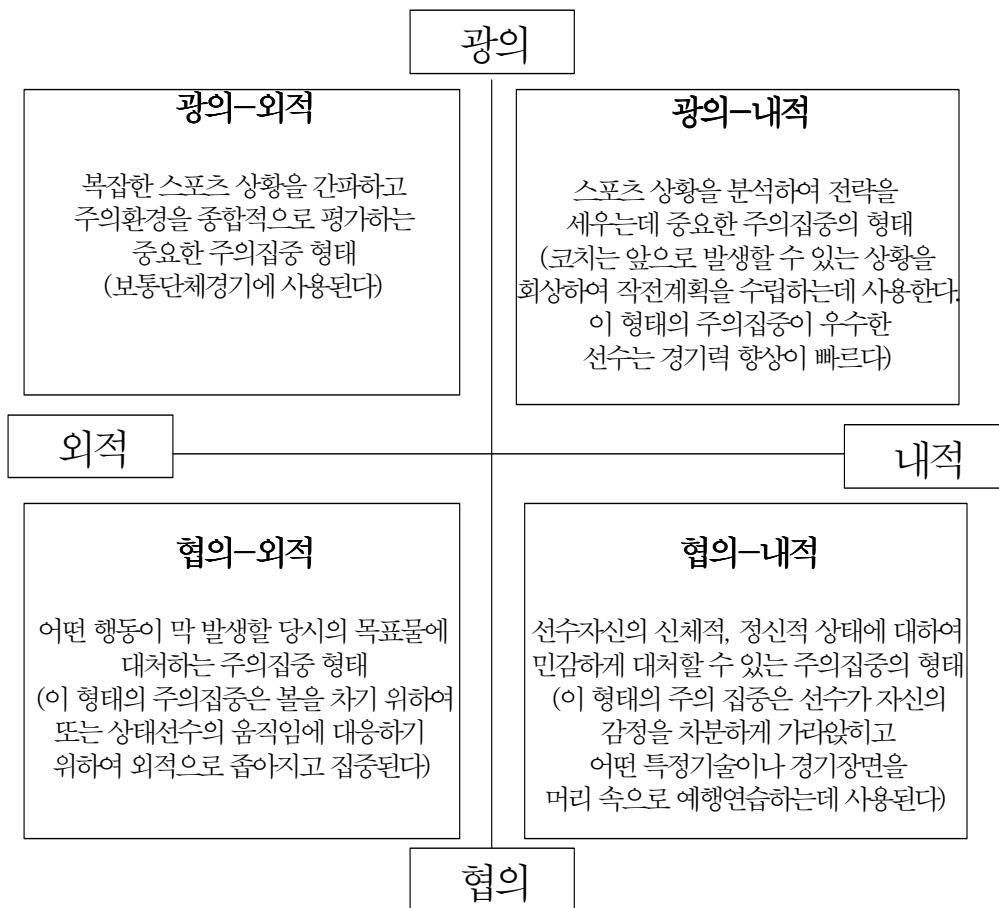 광의
광의-외적
복잡한 스포츠 상황을 간파하고
주의환경을 종합적으로 평가하는
중요한 주의집중 형태
(보통단체경기에 사용된다)
광의-내적
스포츠 상황을 분석하여 전략을
세우는데 중요한 주의집중의 형태
(코치는 앞으로 발생할 수 있는 상황을
회상하여 작전계획을 수립하는데 사용한다.
이 형태의 주의집중이 우수한
선수는 경기력 향상이 빠르다)
외적
내적
협의-외적
어떤 행동이 막 발생할 당시의 목표물에
대처하는 주의집중 형태
(이 형태의 주의집중은 볼을 차기 위하여
또는 상태선수의 움직임에 대응하기
위하여 외적으로 좁아지고 집중된다)
협의-내적
선수자신의 신체적, 정신적 상태에 대하여
민감하게 대처할 수 있는 주의집중의 형태
(이 형태의 주의 집중은 선수가 자신의
감정을 차분하게 가라앉히고
어떤 특정기술이나 경기장면을
머리 속으로 예행연습하는데 사용된다)
협의